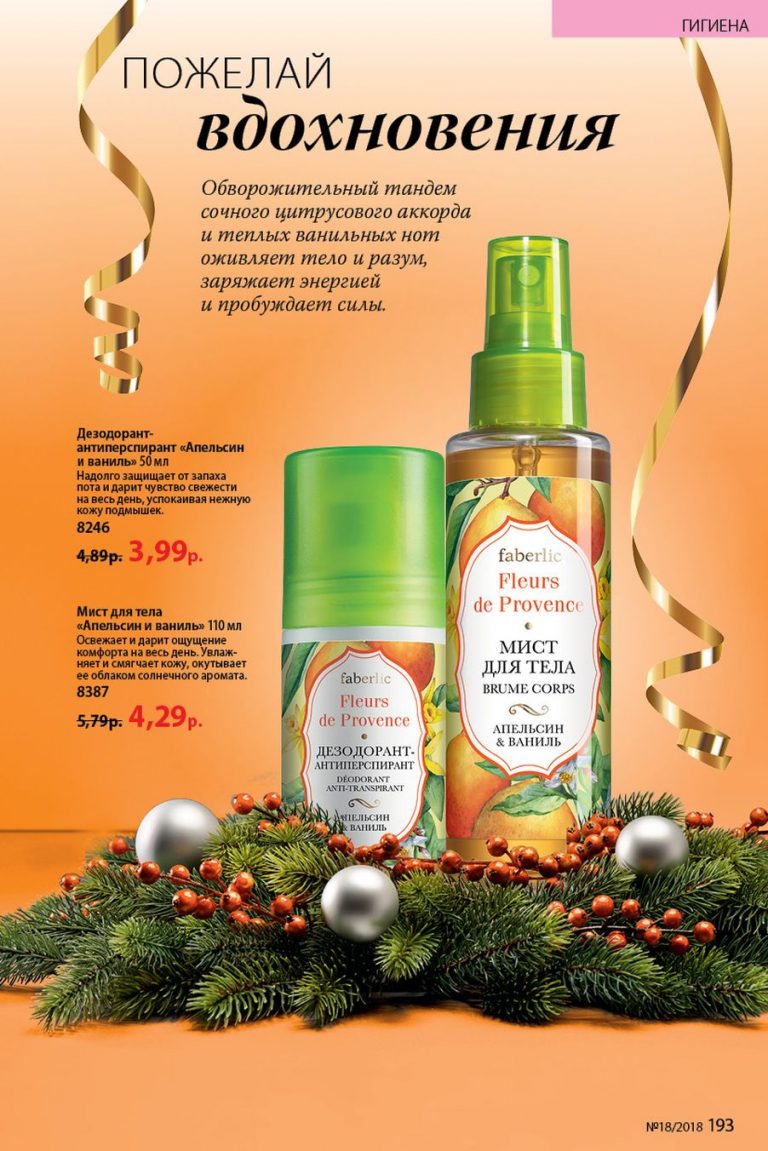 ГИГИЕНА
ПОЖЕЛАЙ
вдохновения
Обворожительный тандем
сочного цитрусового аккорда
и теплых ванильных нот
оживляет тело и разум,
заряжает энергией
и пробуждает силы.
Дезодорант-
антиперспирант «Апельсин
и ваниль» 50 мл
Надолго защищает от запаха
пота и дарит чувство свежести
на весь день, успокаивая нежную
кожу подмышек.
8246
4,89р. 3,99р.
Мист для тела
«Апельсин и ваниль» 110 мл
Освежает и дарит ощущение
комфорта на весь день. Увлаж-
няет и смягчает кожу, окутывает
ее облаком солнечного аромата.
8387
5,79р. 4,29р.
faberlic
Fleurs
de Provence
ДЕЗОДОРАНТ-
АНТИПЕРСПИРАНТ
DÉODORANT
ANTI-TRANSPIRANT
АПЕЛЬСИН
& ВАНИЛЬ
faberlic
Fleurs
de Provence
МИСТ
ДЛЯ ТЕЛА
BRUME CORPS
АПЕЛЬСИН
& ВАНИЛЬ
№18/2018 193